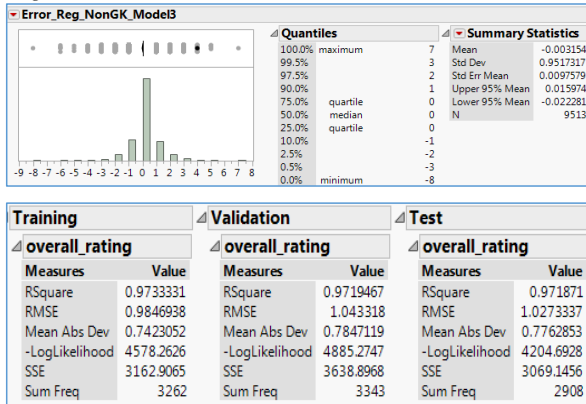 Error_Reg_NonGK_Model3
Quantiles
100.0% maximum 7
99.5% 3
97.5% 2
90.0% 1
75.0% quartile 0
50.0% median 0
25.0% quartile 0
10.0% -1
2.5% -2
0.5% -3
0.0% minimum -8
Summary Statistics
Mean -0.003154
Std Dev 0.9517317
Std Err Mean 0.0097579
Upper 95% Mean 0.015974
Lower 95% Mean -0.022281
N 9513
-9 -8 -7 -6 -5 -4 -3 -2 -1 0 1 2 3 4 5 6 7 8
Training
overall_rating
Measures Value
RSquare 0.9733331
RMSE 0.9846938
Mean Abs Dev 0.7423052
-LogLikelihood 4578.2626
SSE 3162.9065
Sum Freq 3262
Validation
overall_rating
Measures Value
RSquare 0.9719467
RMSE 1.043318
Mean Abs Dev 0.7847119
-LogLikelihood 4885.2747
SSE 3638.8968
Sum Freq 3343
Test
overall_rating
Measures Value
RSquare 0.971871
RMSE 1.0273337
Mean Abs Dev 0.7762853
-LogLikelihood 4204.6928
SSE 3069.1456
Sum Freq 2908